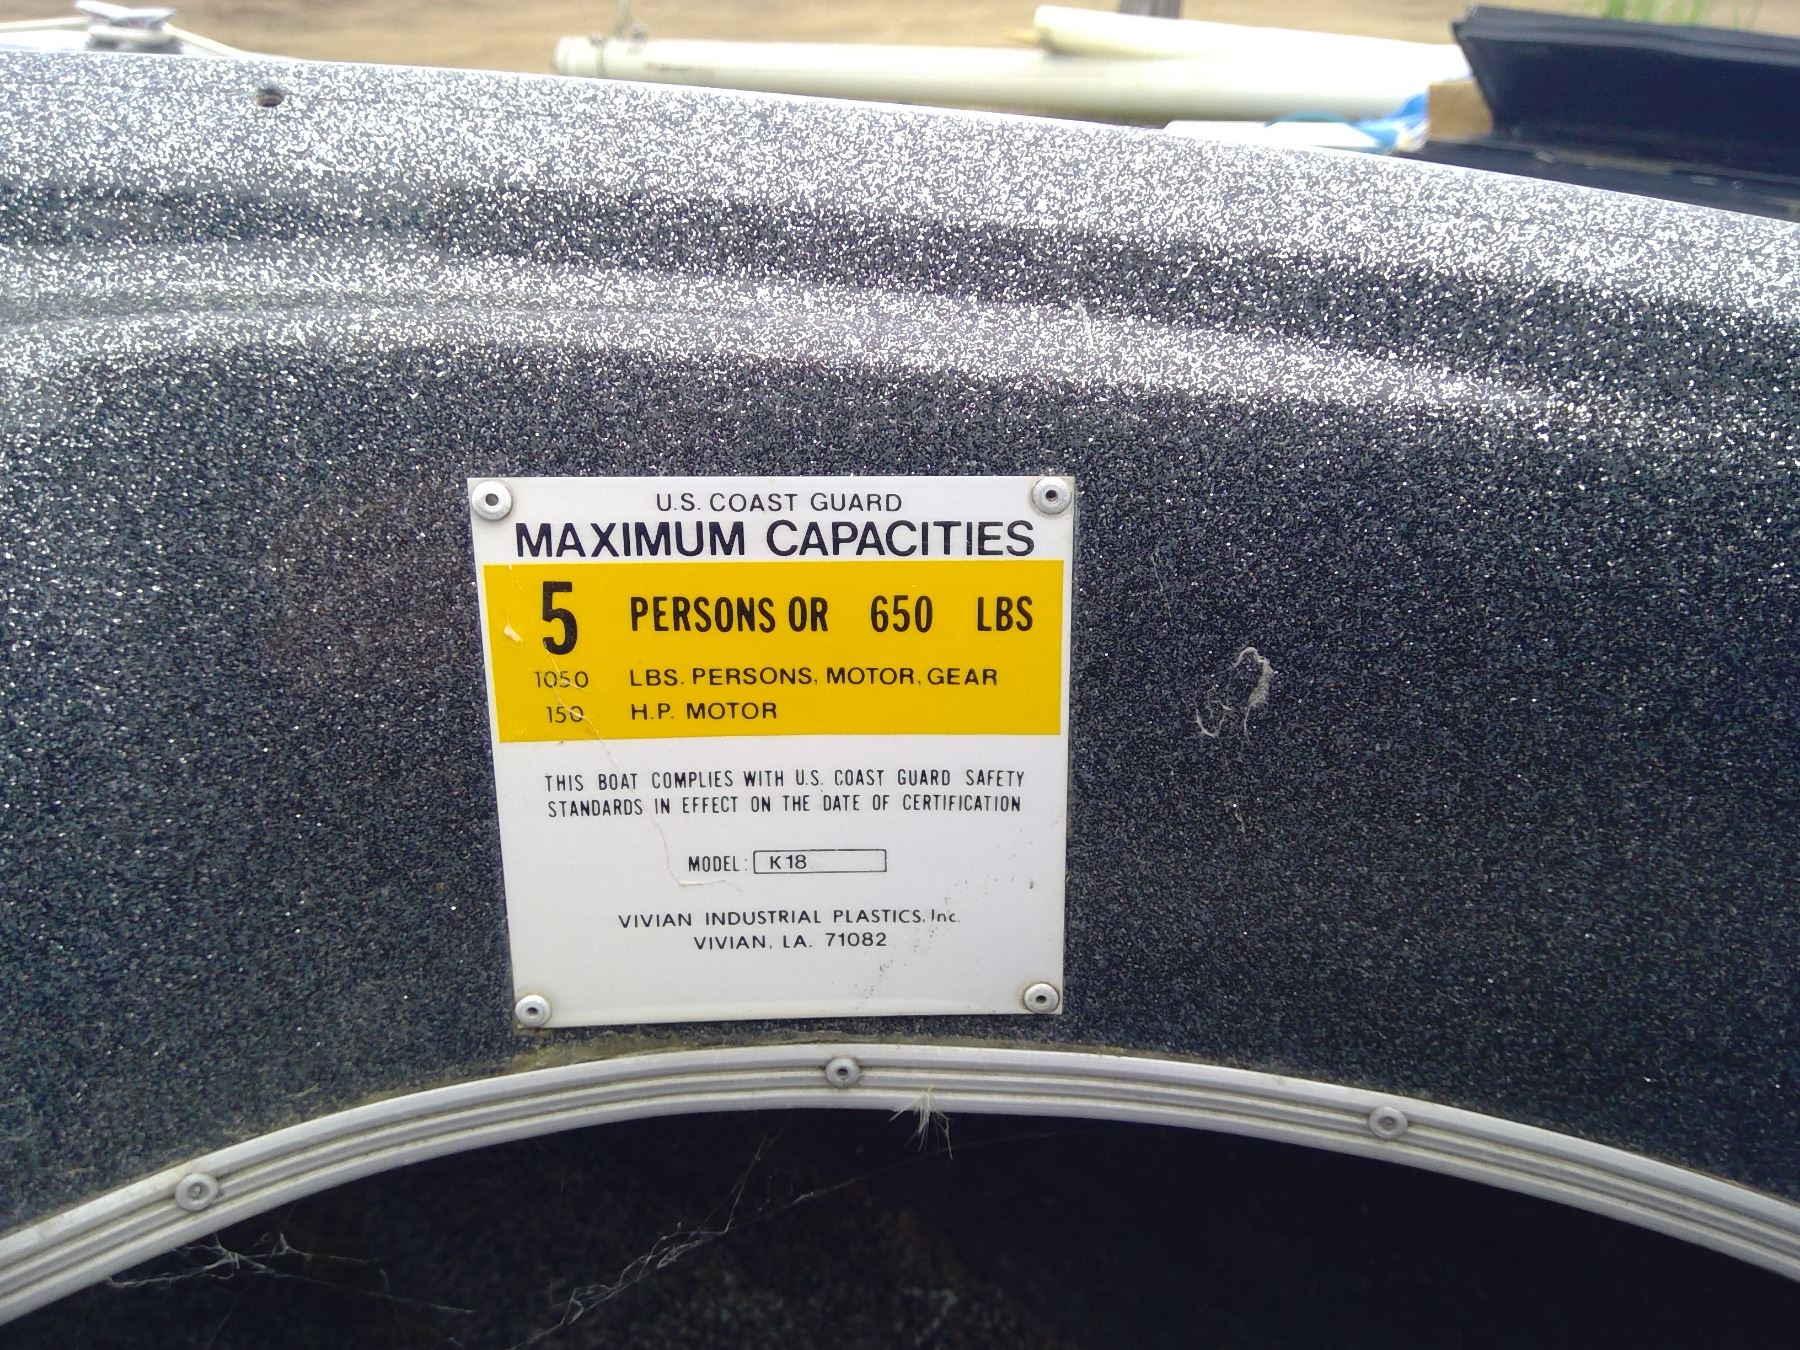 U.S. COAST GUARD
MAXIMUM CAPACITIES
5 PERSONS OR 650 LBS
1050 LBS. PERSONS, MOTOR, GEAR
150 H.P. MOTOR
THIS BOAT COMPLIES WITH U.S. COAST GUARD SAFETY
STANDARDS IN EFFECT ON THE DATE OF CERTIFICATION
MODEL: K18
VIVIAN INDUSTRIAL PLASTICS, Inc.
VIVIAN, LA. 71082